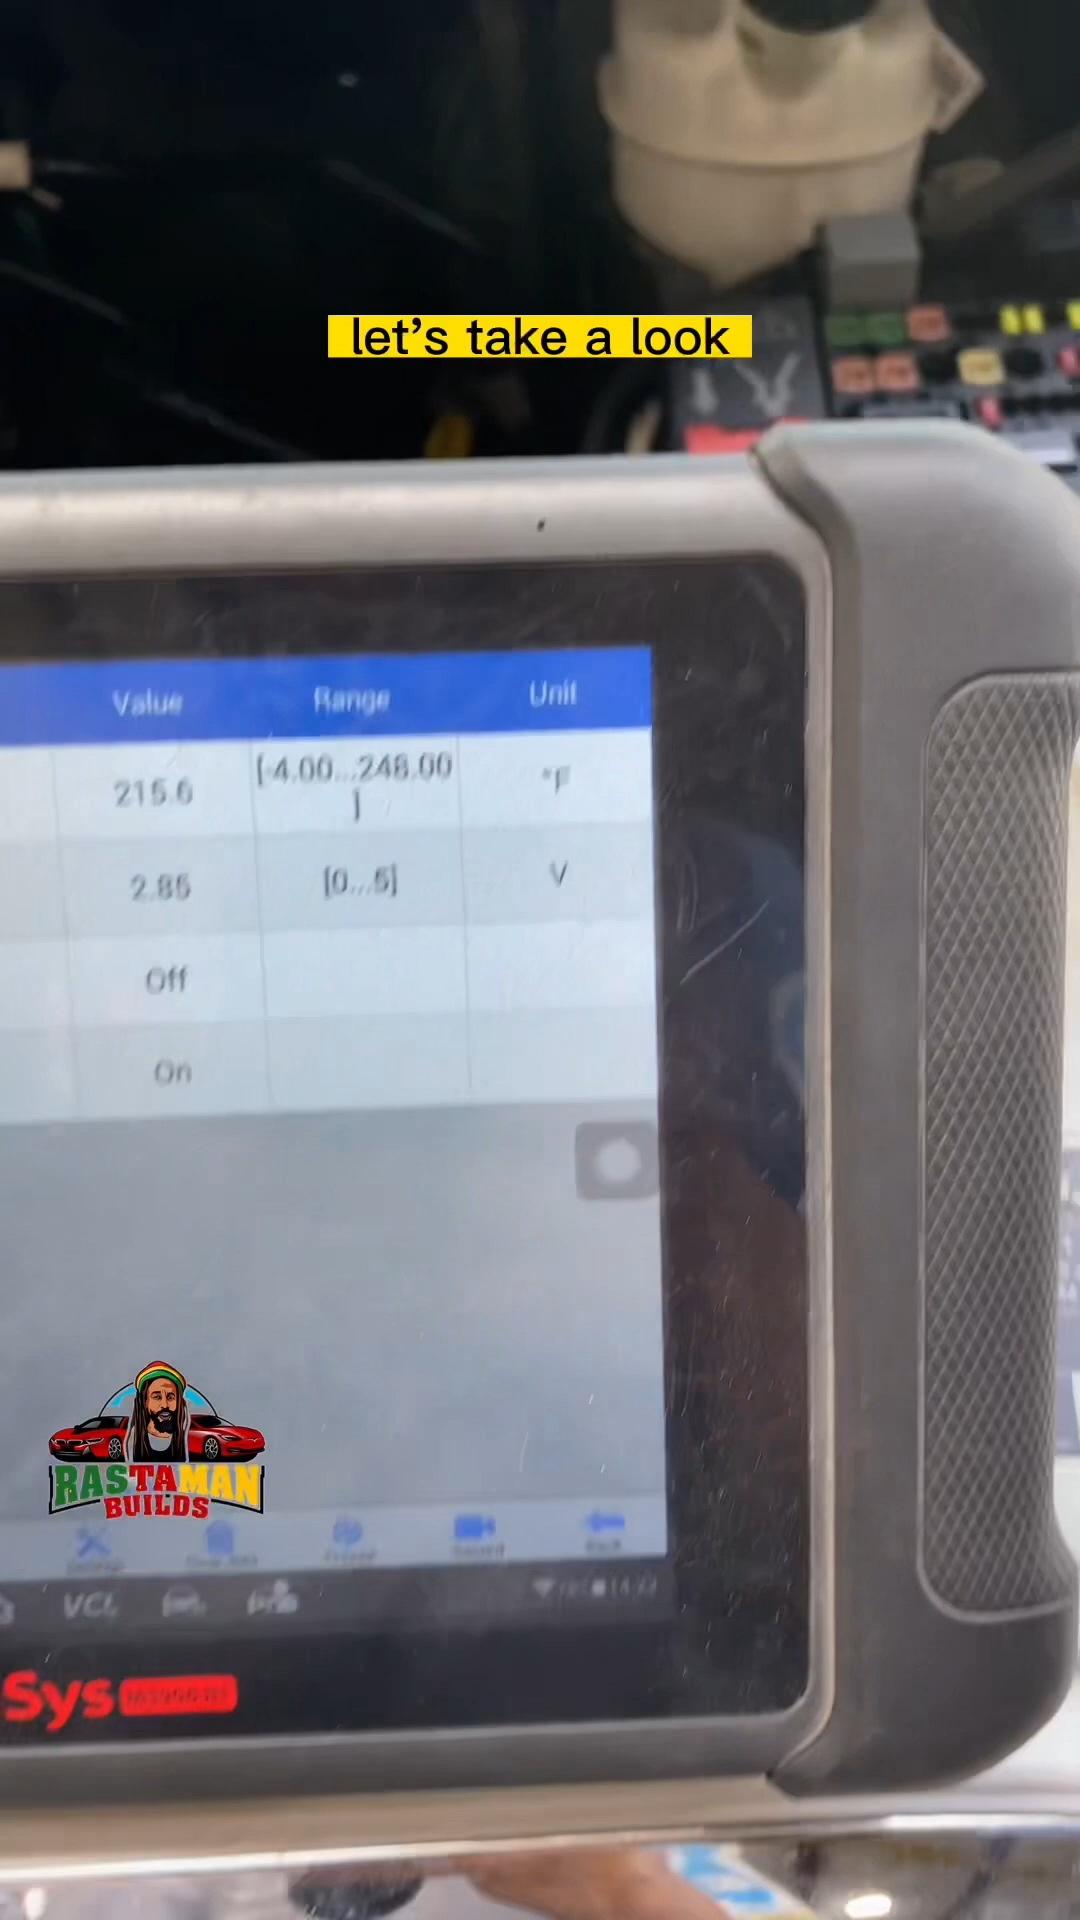 let's take a look
Value Range Unit
215.6 [-4.00...248.00 °F
]
2.85 [0...5] V
Off
On
RASTAMAN
BUILDS
Back
VCI
Sys